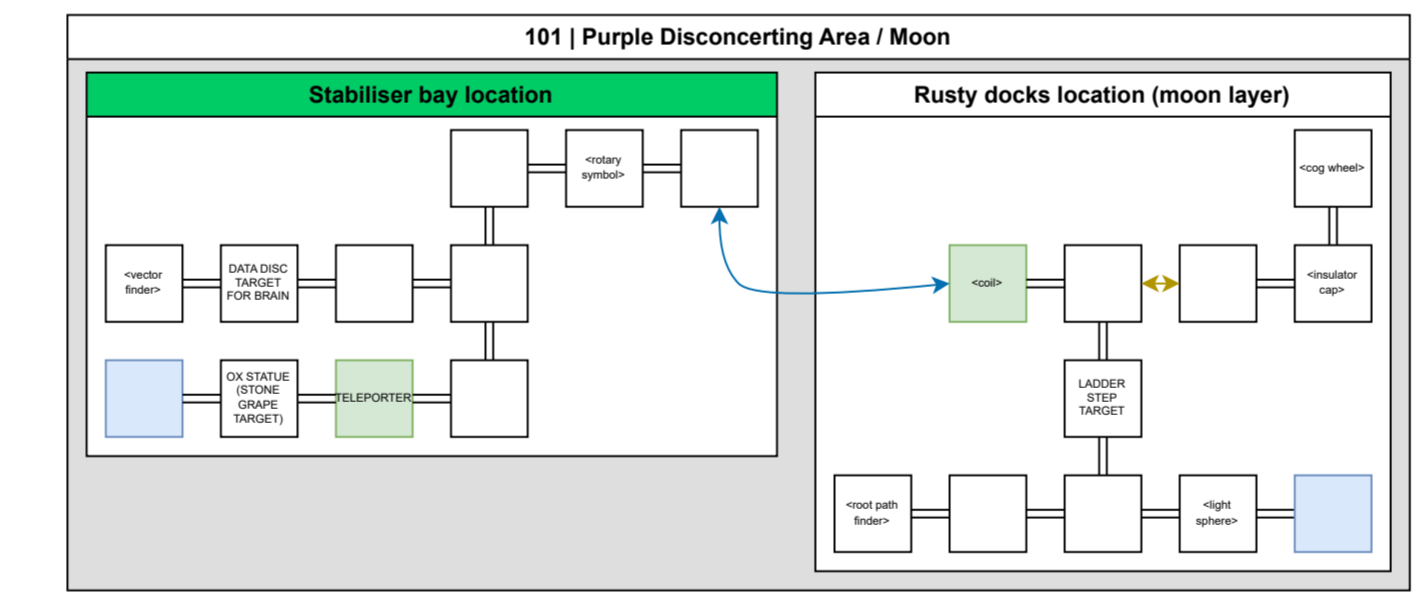 101 | Purple Disconcerting Area / Moon
Stabiliser bay location
<rotary
symbol>
<vector
finder>
DATA DISC
TARGET
FOR BRAIN
OX STATUE
(STONE
GRAPE
TARGET)
TELEPORTER
Rusty docks location (moon layer)
<cog wheel>
<coil>
<insulator
cap>
LADDER
STEP
TARGET
<root path
finder>
<light
sphere>